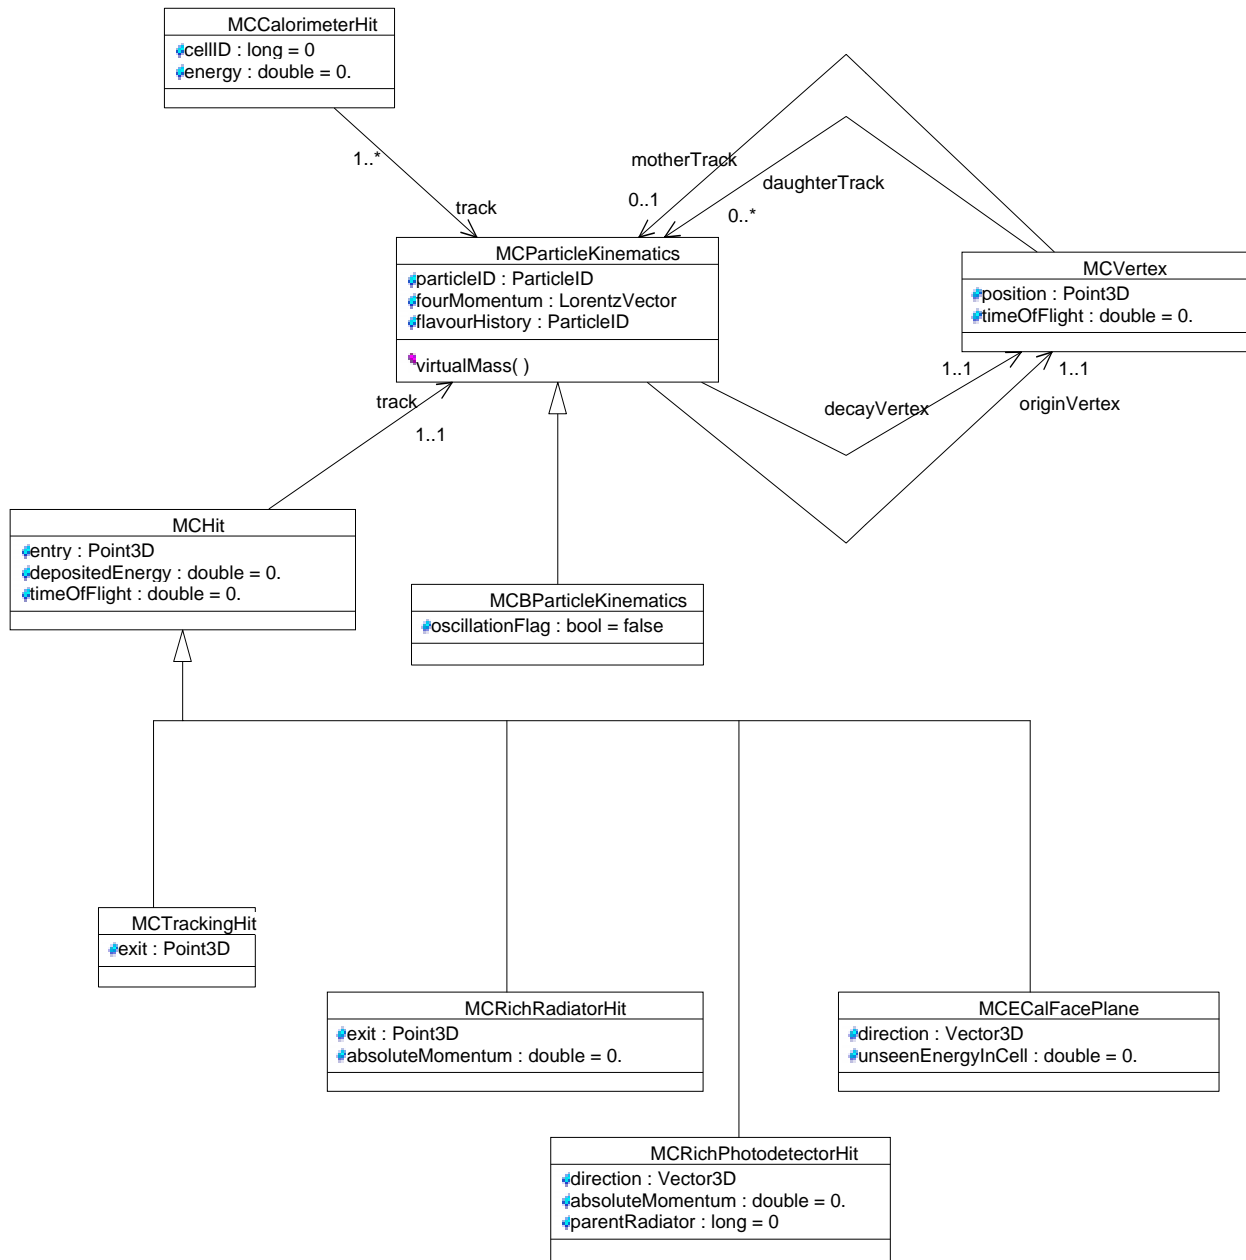 MCCalorimeterHit
cellID : long = 0
energy : double = 0.
1..*
track
motherTrack
0..1
daughterTrack
0..*
MCParticleKinematics
particleID : ParticleID
fourMomentum : LorentzVector
flavourHistory : ParticleID
virtualMass( )
MCVertex
position : Point3D
timeOfFlight : double = 0.
1..1
decayVertex
1..1
originVertex
track
1..1
MCHit
entry : Point3D
depositedEnergy : double = 0.
timeOfFlight : double = 0.
MCBParticleKinematics
oscillationFlag : bool = false
MCTrackingHit
exit : Point3D
MCRichRadiatorHit
exit : Point3D
absoluteMomentum : double = 0.
MCECalFacePlane
direction : Vector3D
unseenEnergyInCell : double = 0.
MCRichPhotodetectorHit
direction : Vector3D
absoluteMomentum : double = 0.
parentRadiator : long = 0